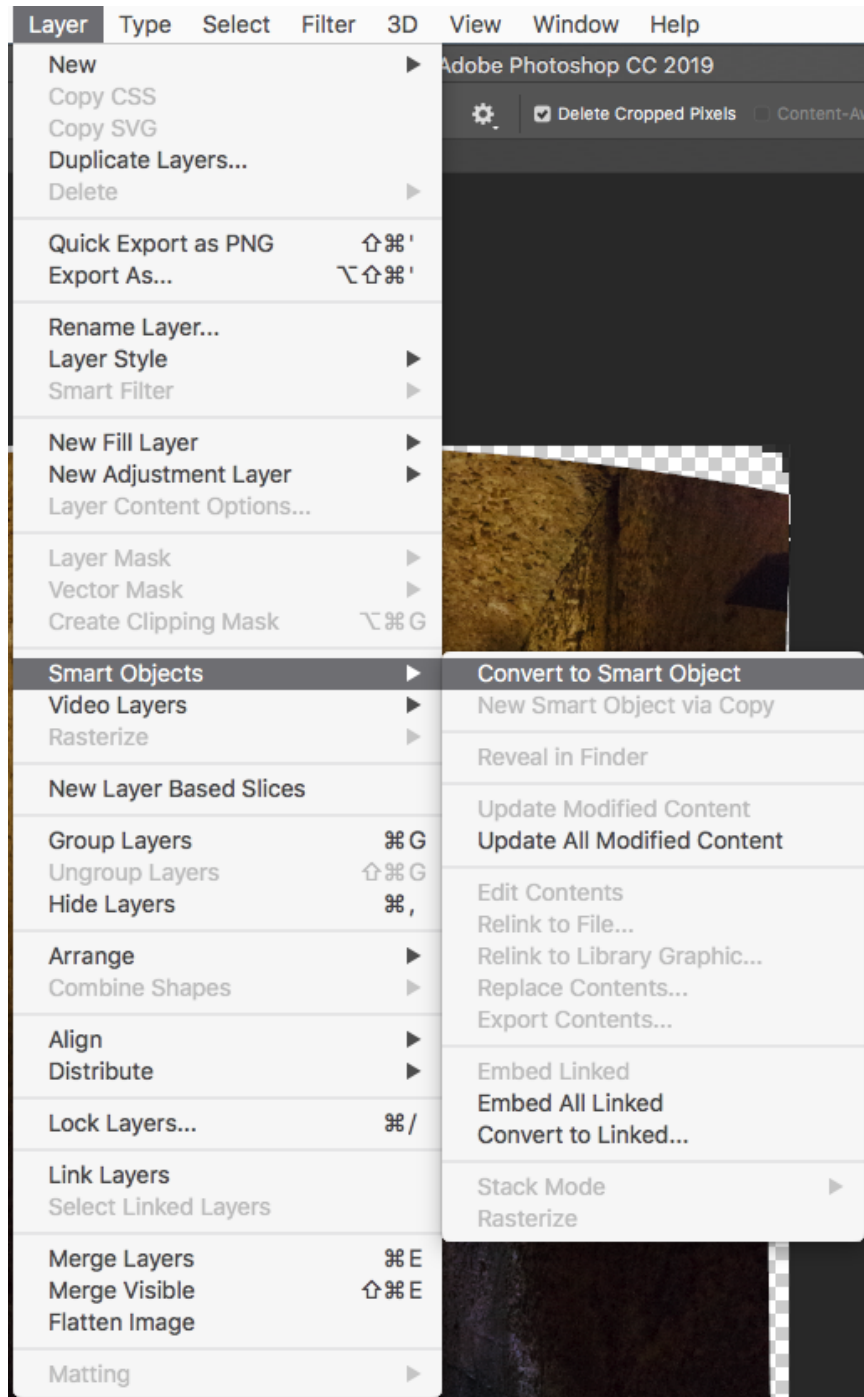 Layer Type Select Filter 3D View Window Help
Adobe Photoshop CC 2019
Delete Cropped Pixels Content-Aw
New
Copy CSS
Copy SVG
Duplicate Layers...
Delete
Quick Export as PNG ⇧⌘'
Export As... ⌥⇧⌘'
Rename Layer...
Layer Style
Smart Filter
New Fill Layer
New Adjustment Layer
Layer Content Options...
Layer Mask
Vector Mask
Create Clipping Mask ⌥⌘G
Smart Objects
Video Layers
Rasterize
New Layer Based Slices
Group Layers ⌘G
Ungroup Layers ⇧⌘G
Hide Layers ⌘,
Arrange
Combine Shapes
Align
Distribute
Lock Layers... ⌘/
Link Layers
Select Linked Layers
Merge Layers ⌘E
Merge Visible ⇧⌘E
Flatten Image
Matting
Convert to Smart Object
New Smart Object via Copy
Reveal in Finder
Update Modified Content
Update All Modified Content
Edit Contents
Relink to File...
Relink to Library Graphic...
Replace Contents...
Export Contents...
Embed Linked
Embed All Linked
Convert to Linked...
Stack Mode
Rasterize